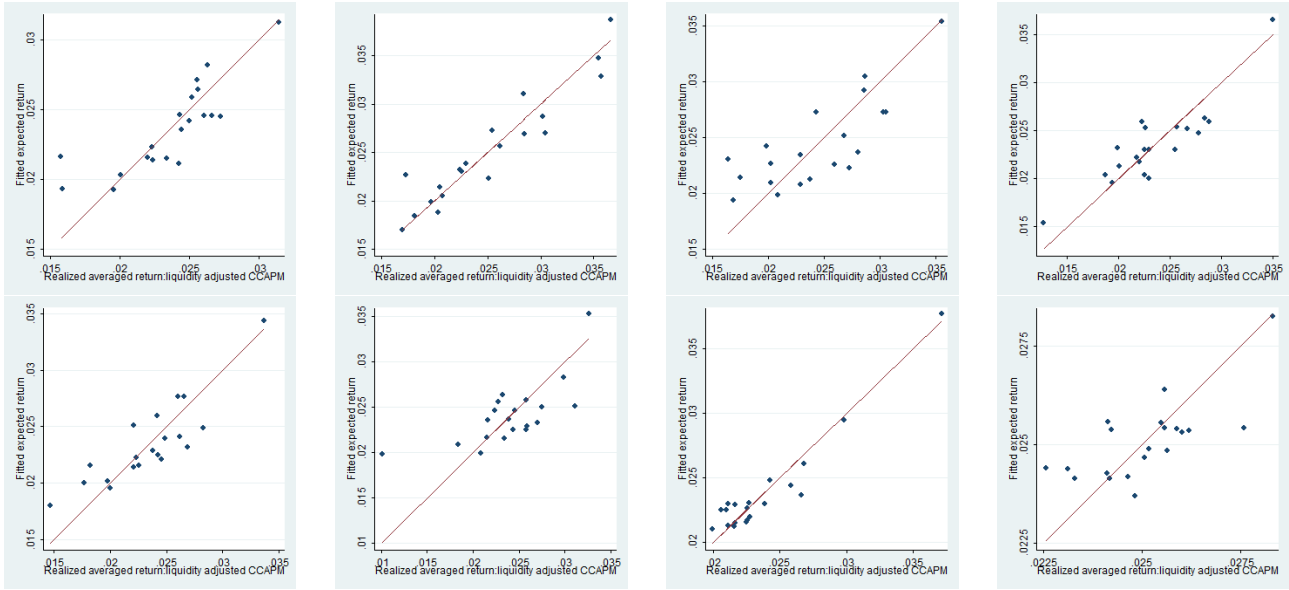 Fitted expected return
.015 .02 .025 .03
.015 .02 .025 .03
Realized averaged return:liquidity adjusted CCAPM
Fitted expected return
.015 .02 .025 .03 .035
.015 .02 .025 .03 .035
Realized averaged return:liquidity adjusted CCAPM
Fitted expected return
.015 .02 .025 .03 .035
.015 .02 .025 .03 .035
Realized averaged return:liquidity adjusted CCAPM
Fitted expected return
.015 .02 .025 .03 .035
.015 .02 .025 .03 .035
Realized averaged return:liquidity adjusted CCAPM
Fitted expected return
.015 .02 .025 .03 .035
.015 .02 .025 .03 .035
Realized averaged return:liquidity adjusted CCAPM
Fitted expected return
.01 .015 .02 .025 .03 .035
.01 .015 .02 .025 .03 .035
Realized averaged return:liquidity adjusted CCAPM
Fitted expected return
.02 .025 .03 .035
.02 .025 .03 .035
Realized averaged return:liquidity adjusted CCAPM
Fitted expected return
.0225 .025 .0275
.0225 .025 .0275
Realized averaged return:liquidity adjusted CCAPM